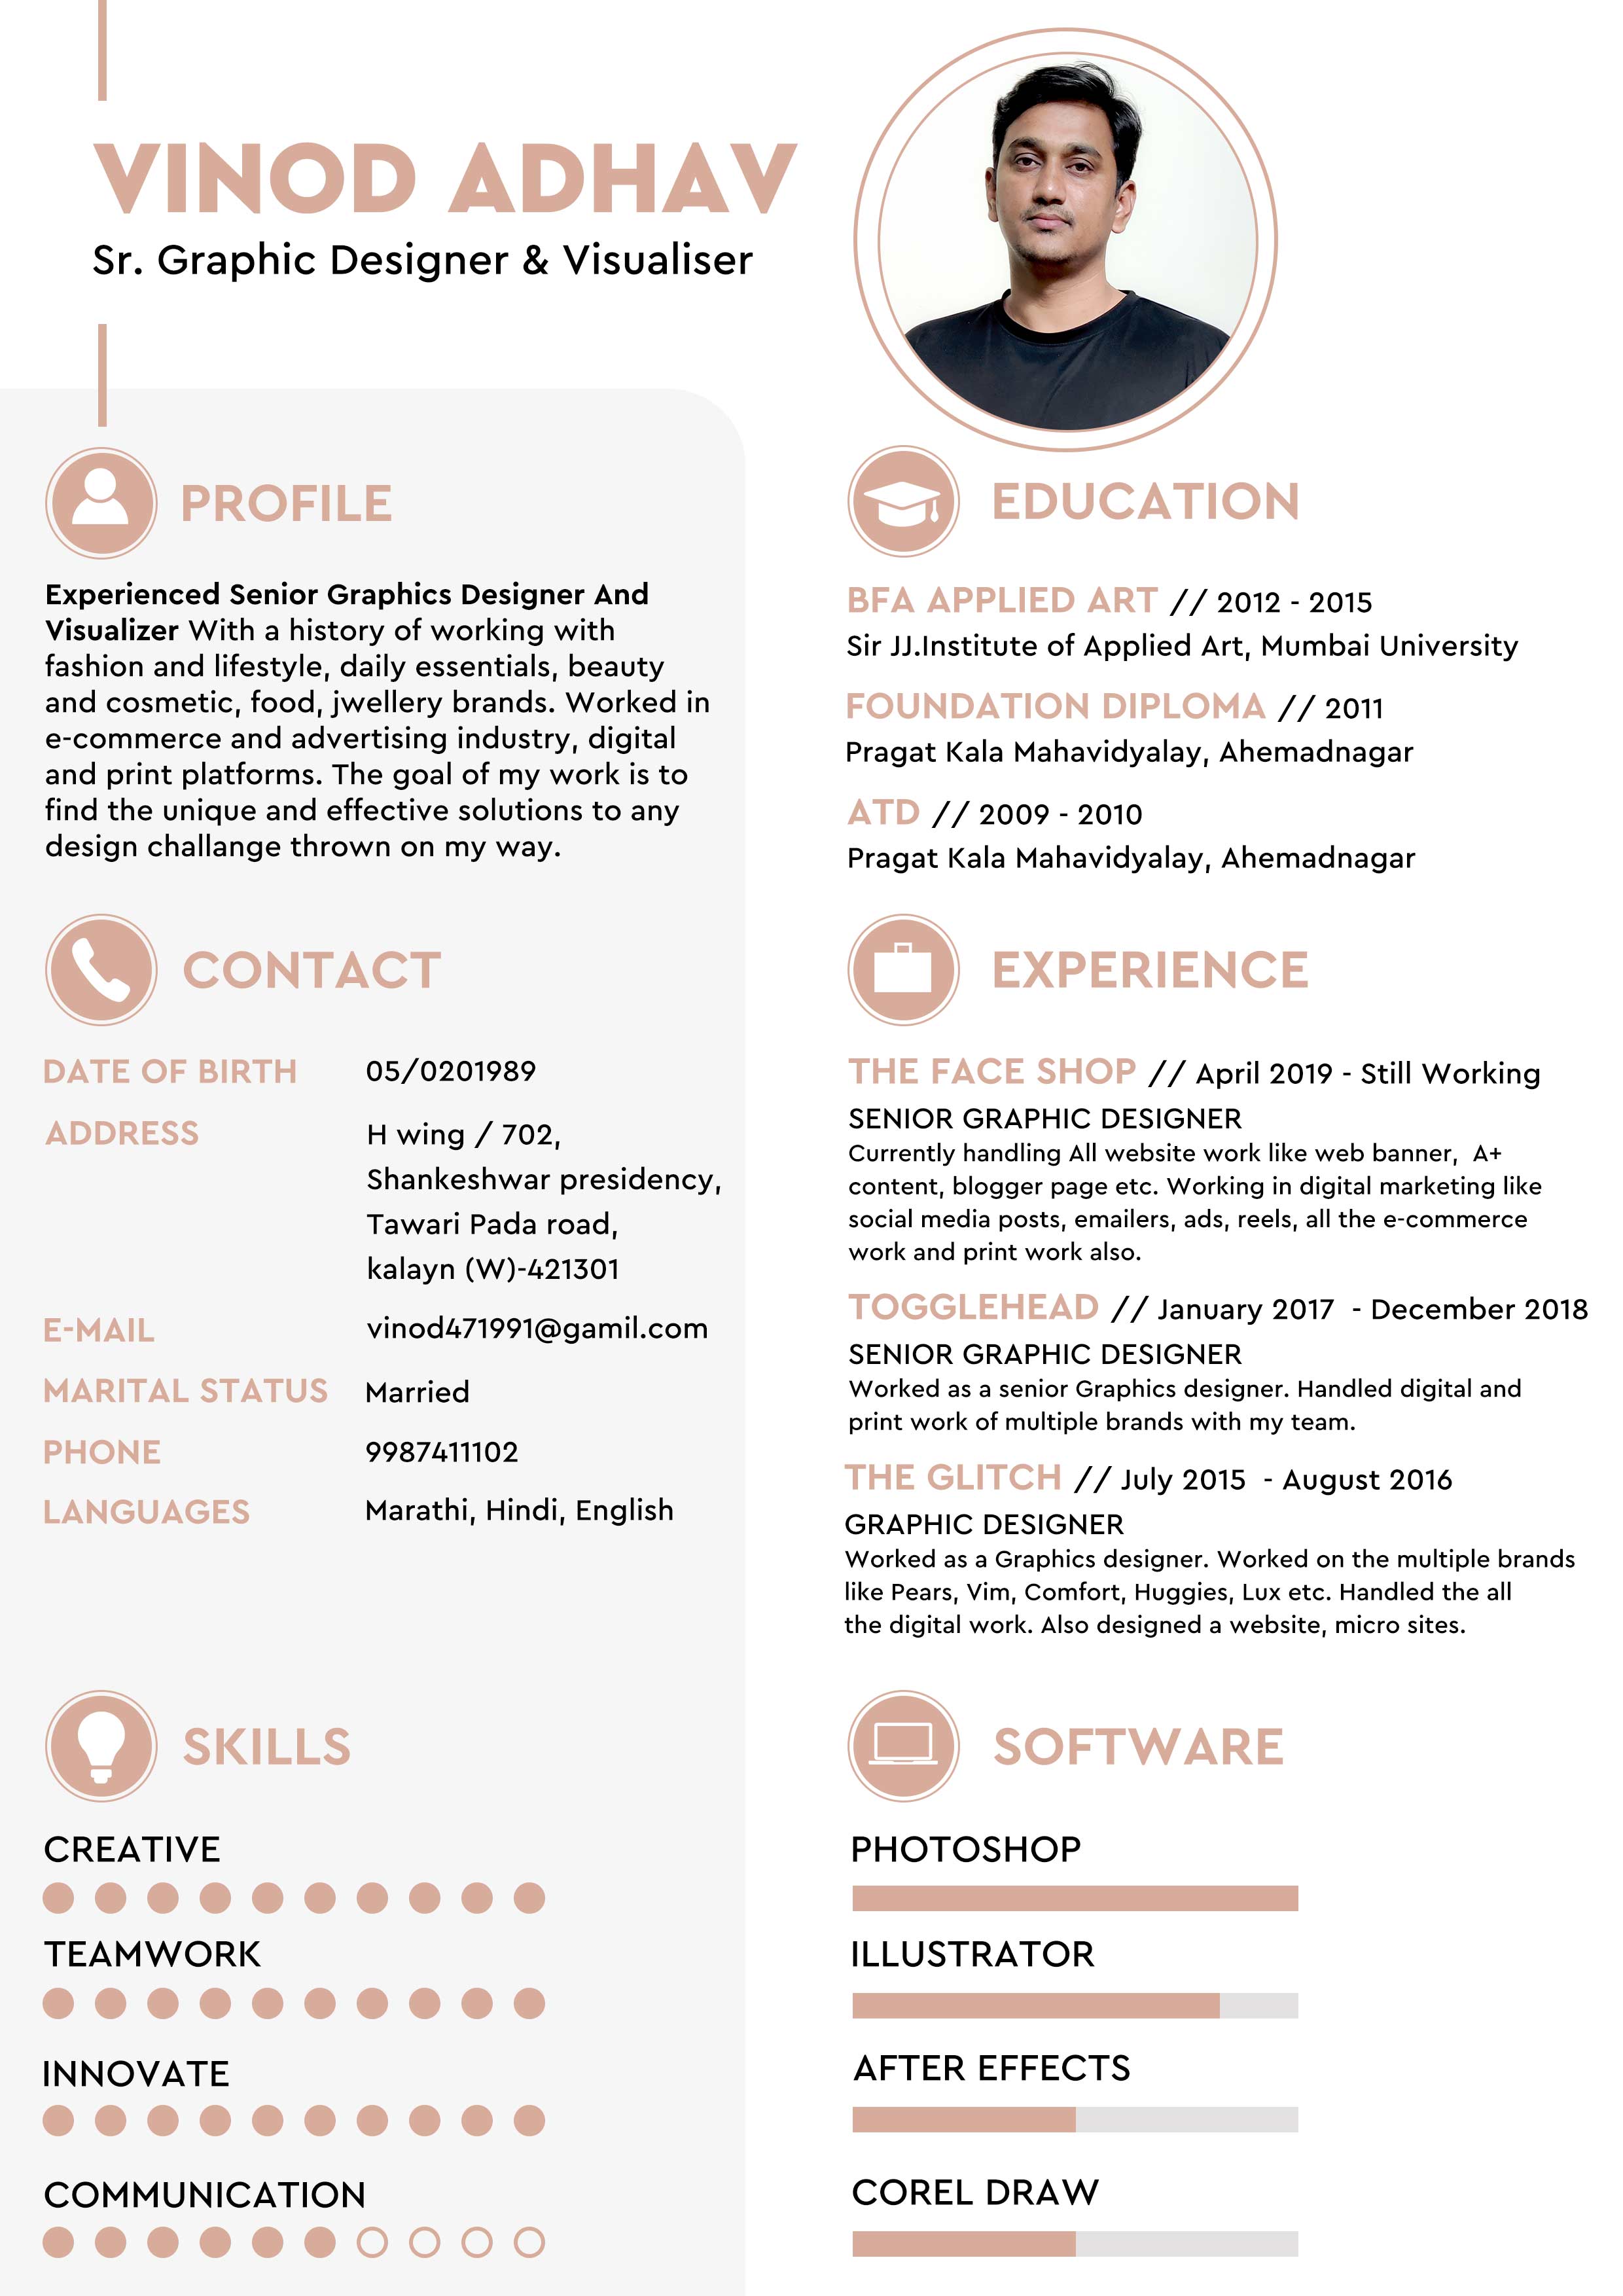 VINOD ADHAV
Sr. Graphic Designer & Visualiser
PROFILE
Experienced Senior Graphics Designer And
Visualizer With a history of working with
fashion and lifestyle, daily essentials, beauty
and cosmetic, food, jwellery brands. Worked in
e-commerce and advertising industry, digital
and print platforms. The goal of my work is to
find the unique and effective solutions to any
design challange thrown on my way.
CONTACT
DATE OF BIRTH 05/0201989
ADDRESS H wing / 702,
Shankeshwar presidency,
Tawari Pada road,
kalayn (W)-421301
E-MAIL vinod471991@gamil.com
MARITAL STATUS Married
PHONE 9987411102
LANGUAGES Marathi, Hindi, English
SKILLS
CREATIVE
TEAMWORK
INNOVATE
COMMUNICATION
EDUCATION
BFA APPLIED ART // 2012 - 2015
Sir JJ.Institute of Applied Art, Mumbai University
FOUNDATION DIPLOMA // 2011
Pragat Kala Mahavidyalay, Ahemadnagar
ATD // 2009 - 2010
Pragat Kala Mahavidyalay, Ahemadnagar
EXPERIENCE
THE FACE SHOP // April 2019 - Still Working
SENIOR GRAPHIC DESIGNER
Currently handling All website work like web banner, A+
content, blogger page etc. Working in digital marketing like
social media posts, emailers, ads, reels, all the e-commerce
work and print work also.
TOGGLEHEAD // January 2017 - December 2018
SENIOR GRAPHIC DESIGNER
Worked as a senior Graphics designer. Handled digital and
print work of multiple brands with my team.
THE GLITCH // July 2015 - August 2016
GRAPHIC DESIGNER
Worked as a Graphics designer. Worked on the multiple brands
like Pears, Vim, Comfort, Huggies, Lux etc. Handled the all
the digital work. Also designed a website, micro sites.
SOFTWARE
PHOTOSHOP
ILLUSTRATOR
AFTER EFFECTS
COREL DRAW